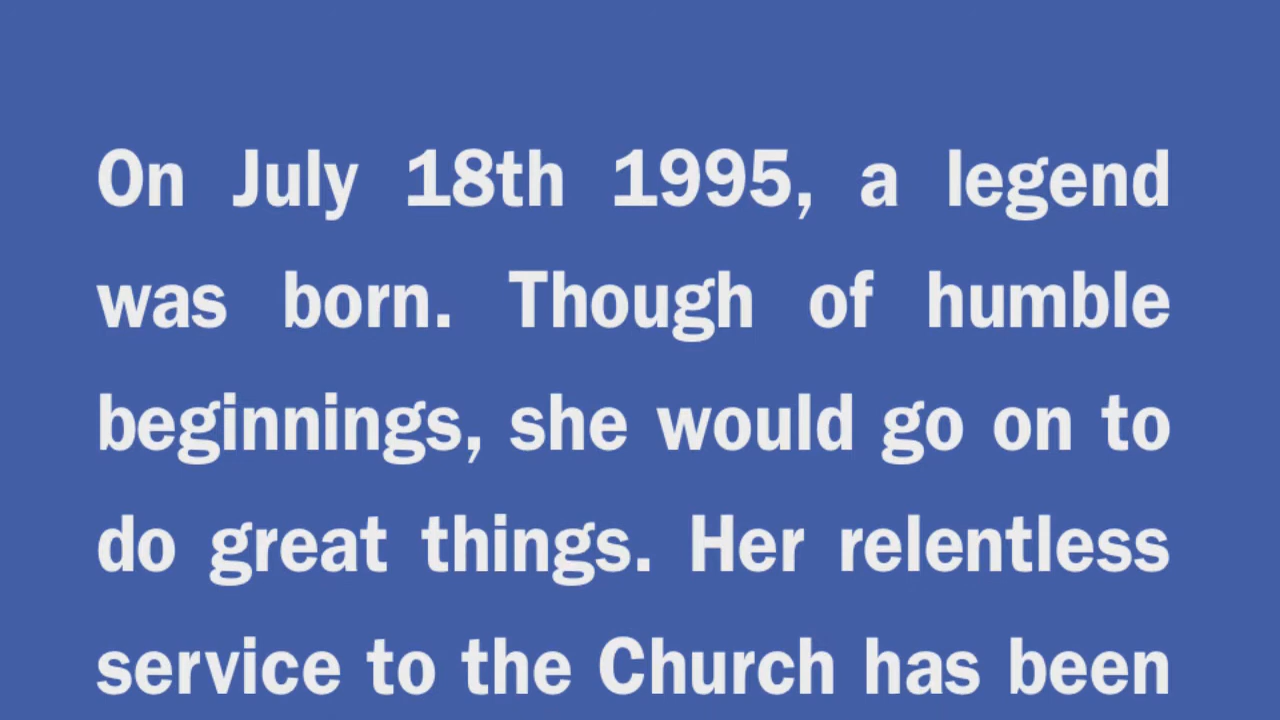 On July 18th 1995, a legend
was born. Though of humble
beginnings, she would go on to
do great things. Her relentless
service to the Church has been